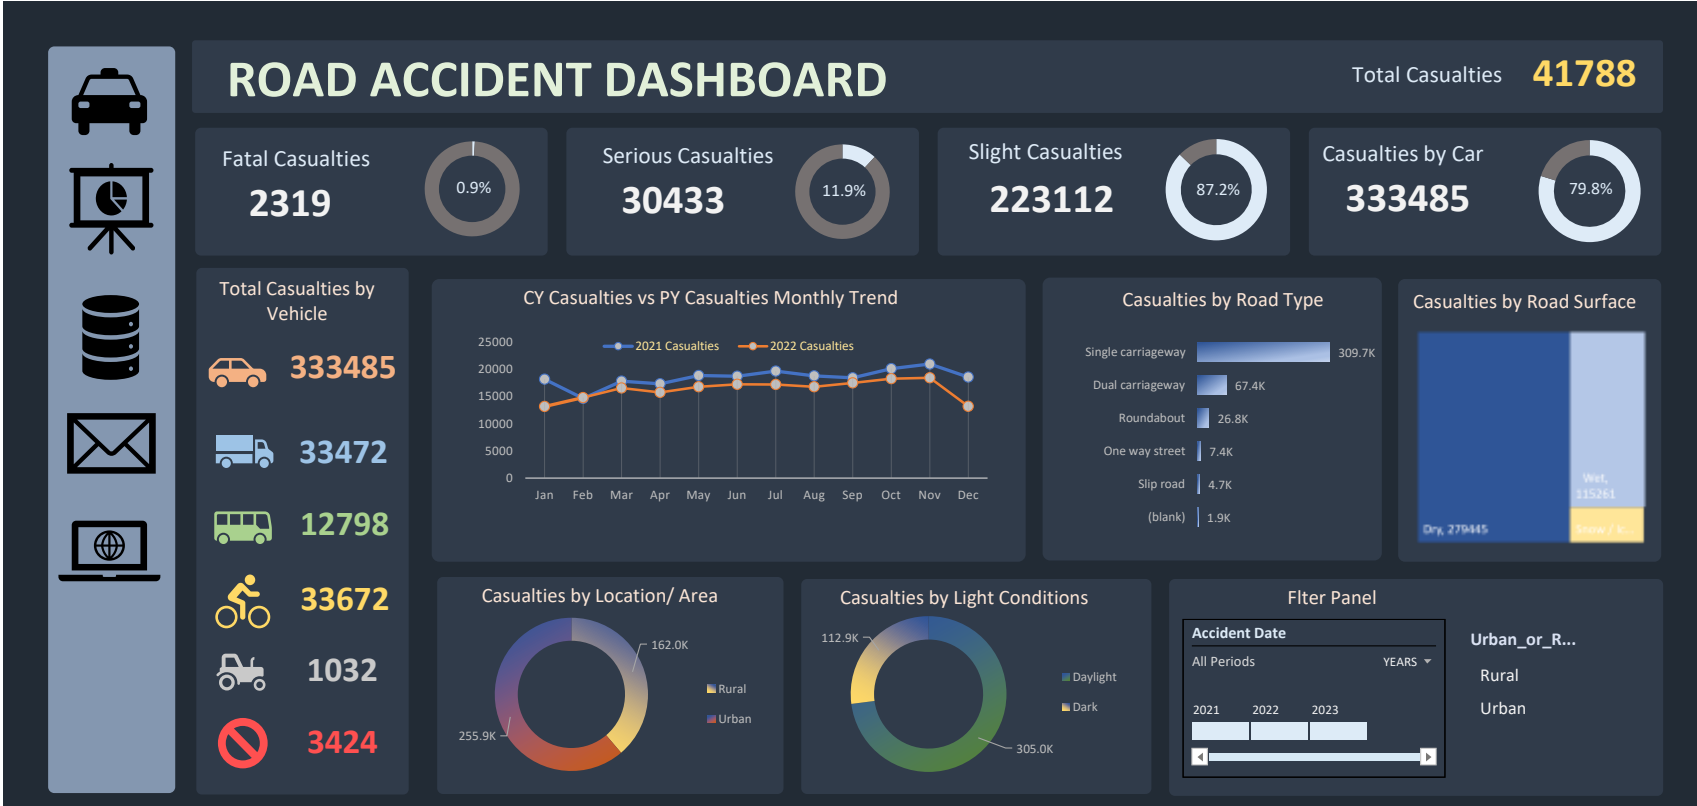 ROAD ACCIDENT DASHBOARD
Total Casualties 41788
Fatal Casualties
2319
0.9%
Serious Casualties
30433
11.9%
Slight Casualties
223112
87.2%
Casualties by Car
333485
79.8%
Total Casualties by
Vehicle
333485
33472
12798
33672
1032
3424
CY Casualties vs PY Casualties Monthly Trend
2021 Casualties 2022 Casualties
25000
20000
15000
10000
5000
0
Jan Feb Mar Apr May Jun Jul Aug Sep Oct Nov Dec
Casualties by Road Type
Single carriageway 309.7K
Dual carriageway 67.4K
Roundabout 26.8K
One way street 7.4K
Slip road 4.7K
(blank) 1.9K
Casualties by Road Surface
Wet,
115261
Dry, 279445
Snow /
Casualties by Location/ Area
162.0K
Rural
Urban
255.9K
Casualties by Light Conditions
112.9K
Daylight
Dark
305.0K
Flter Panel
Accident Date
All Periods YEARS
2021 2022 2023
Urban_or_R...
Rural
Urban